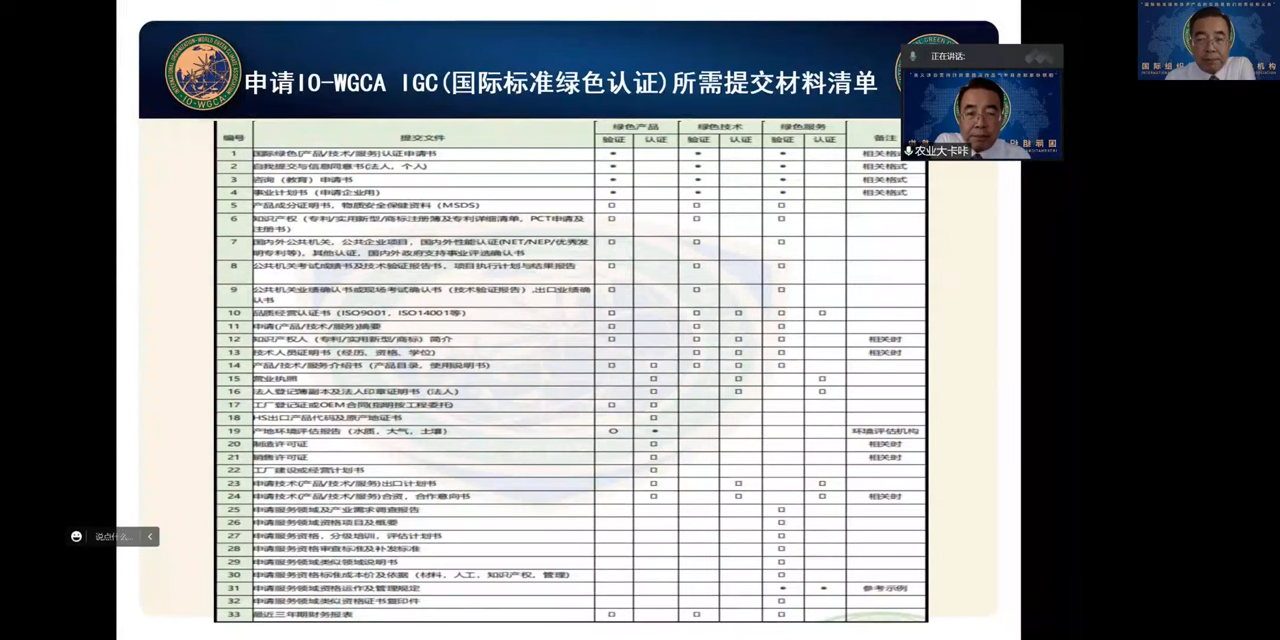 申请IO-WGCA IGC(国际标准绿色认证)所需提交材料清单
正在讲话:
农业大卡咔
说点什么...
编号 提交文件 绿色产品 绿色技术 绿色服务 备注
验证 认证 验证 认证 验证 认证
1 国际绿色[产品/技术/服务]认证申请书 • • • 相关格式
2 自我提交与信息同意书(法人，个人) • • • 相关格式
3 咨询（教育）申请书 • • • 相关格式
4 事业计划书（申请企业用） • • • 相关格式
5 产品成分证明书，物质安全保健资料（MSDS） □ □ □
6 知识产权（专利/实用新型/商标注册簿及专利详细清单，PCT申请及
注册书） □ □ □
7 国内外公共机关，公共企业项目，国内外性能认证(NET/NEP/优秀发
明专利等)，其他认证，国内外政府支持事业评选确认书 □ □ □
8 公共机关考试成绩书及技术验证报告书，项目执行计划与结果报告 □ □ □
9 公共机关业绩确认书或现场考试确认书（技术验证报告）,出口业绩确
认书 □ □ □
10 品质经营认证书（ISO9001，ISO14001等） □ □ □ □ □
11 申请(产品/技术/服务)摘要 □ □ □
12 知识产权人（专利/实用新型/商标）简介 □ □ □ □ 相关时
13 技术人员证明书（经历、资格、学位） □ □ □ 相关时
14 产品/技术/服务介绍书（产品目录，使用说明书） □ □ □ □ □
15 营业执照 □ □ □
16 法人登记簿副本及法人印章证明书（法人） □ □ □
17 工厂登记证或OEM合同(指明按工程委托) □ □
18 HS出口产品代码及原产地证书 □
19 产地环境评估报告（水质，大气，土壤） ○ • 环境评估机构
20 制造许可证 □ 相关时
21 销售许可证 □ 相关时
22 工厂建设或经营计划书 □
23 申请技术(产品/技术/服务)出口计划书 □ □ □
24 申请技术(产品/技术/服务)合资，合作意向书 □ □ □ 相关时
25 申请服务领域及产业需求调查报告 □
26 申请服务领域资格项目及概要 □
27 申请服务资格，分级培训，评估计划书 □
28 申请服务资格审查标准及补发标准 □
29 申请服务领域类似领域说明书 □
30 申请服务资格标准成本价及依据（材料，人工，知识产权，管理） □
31 申请服务领域资格运作及管理规定 • • 参考示例
32 申请服务领域类似资格证书复印件 □
33 最近三年期财务报表 □ □ □